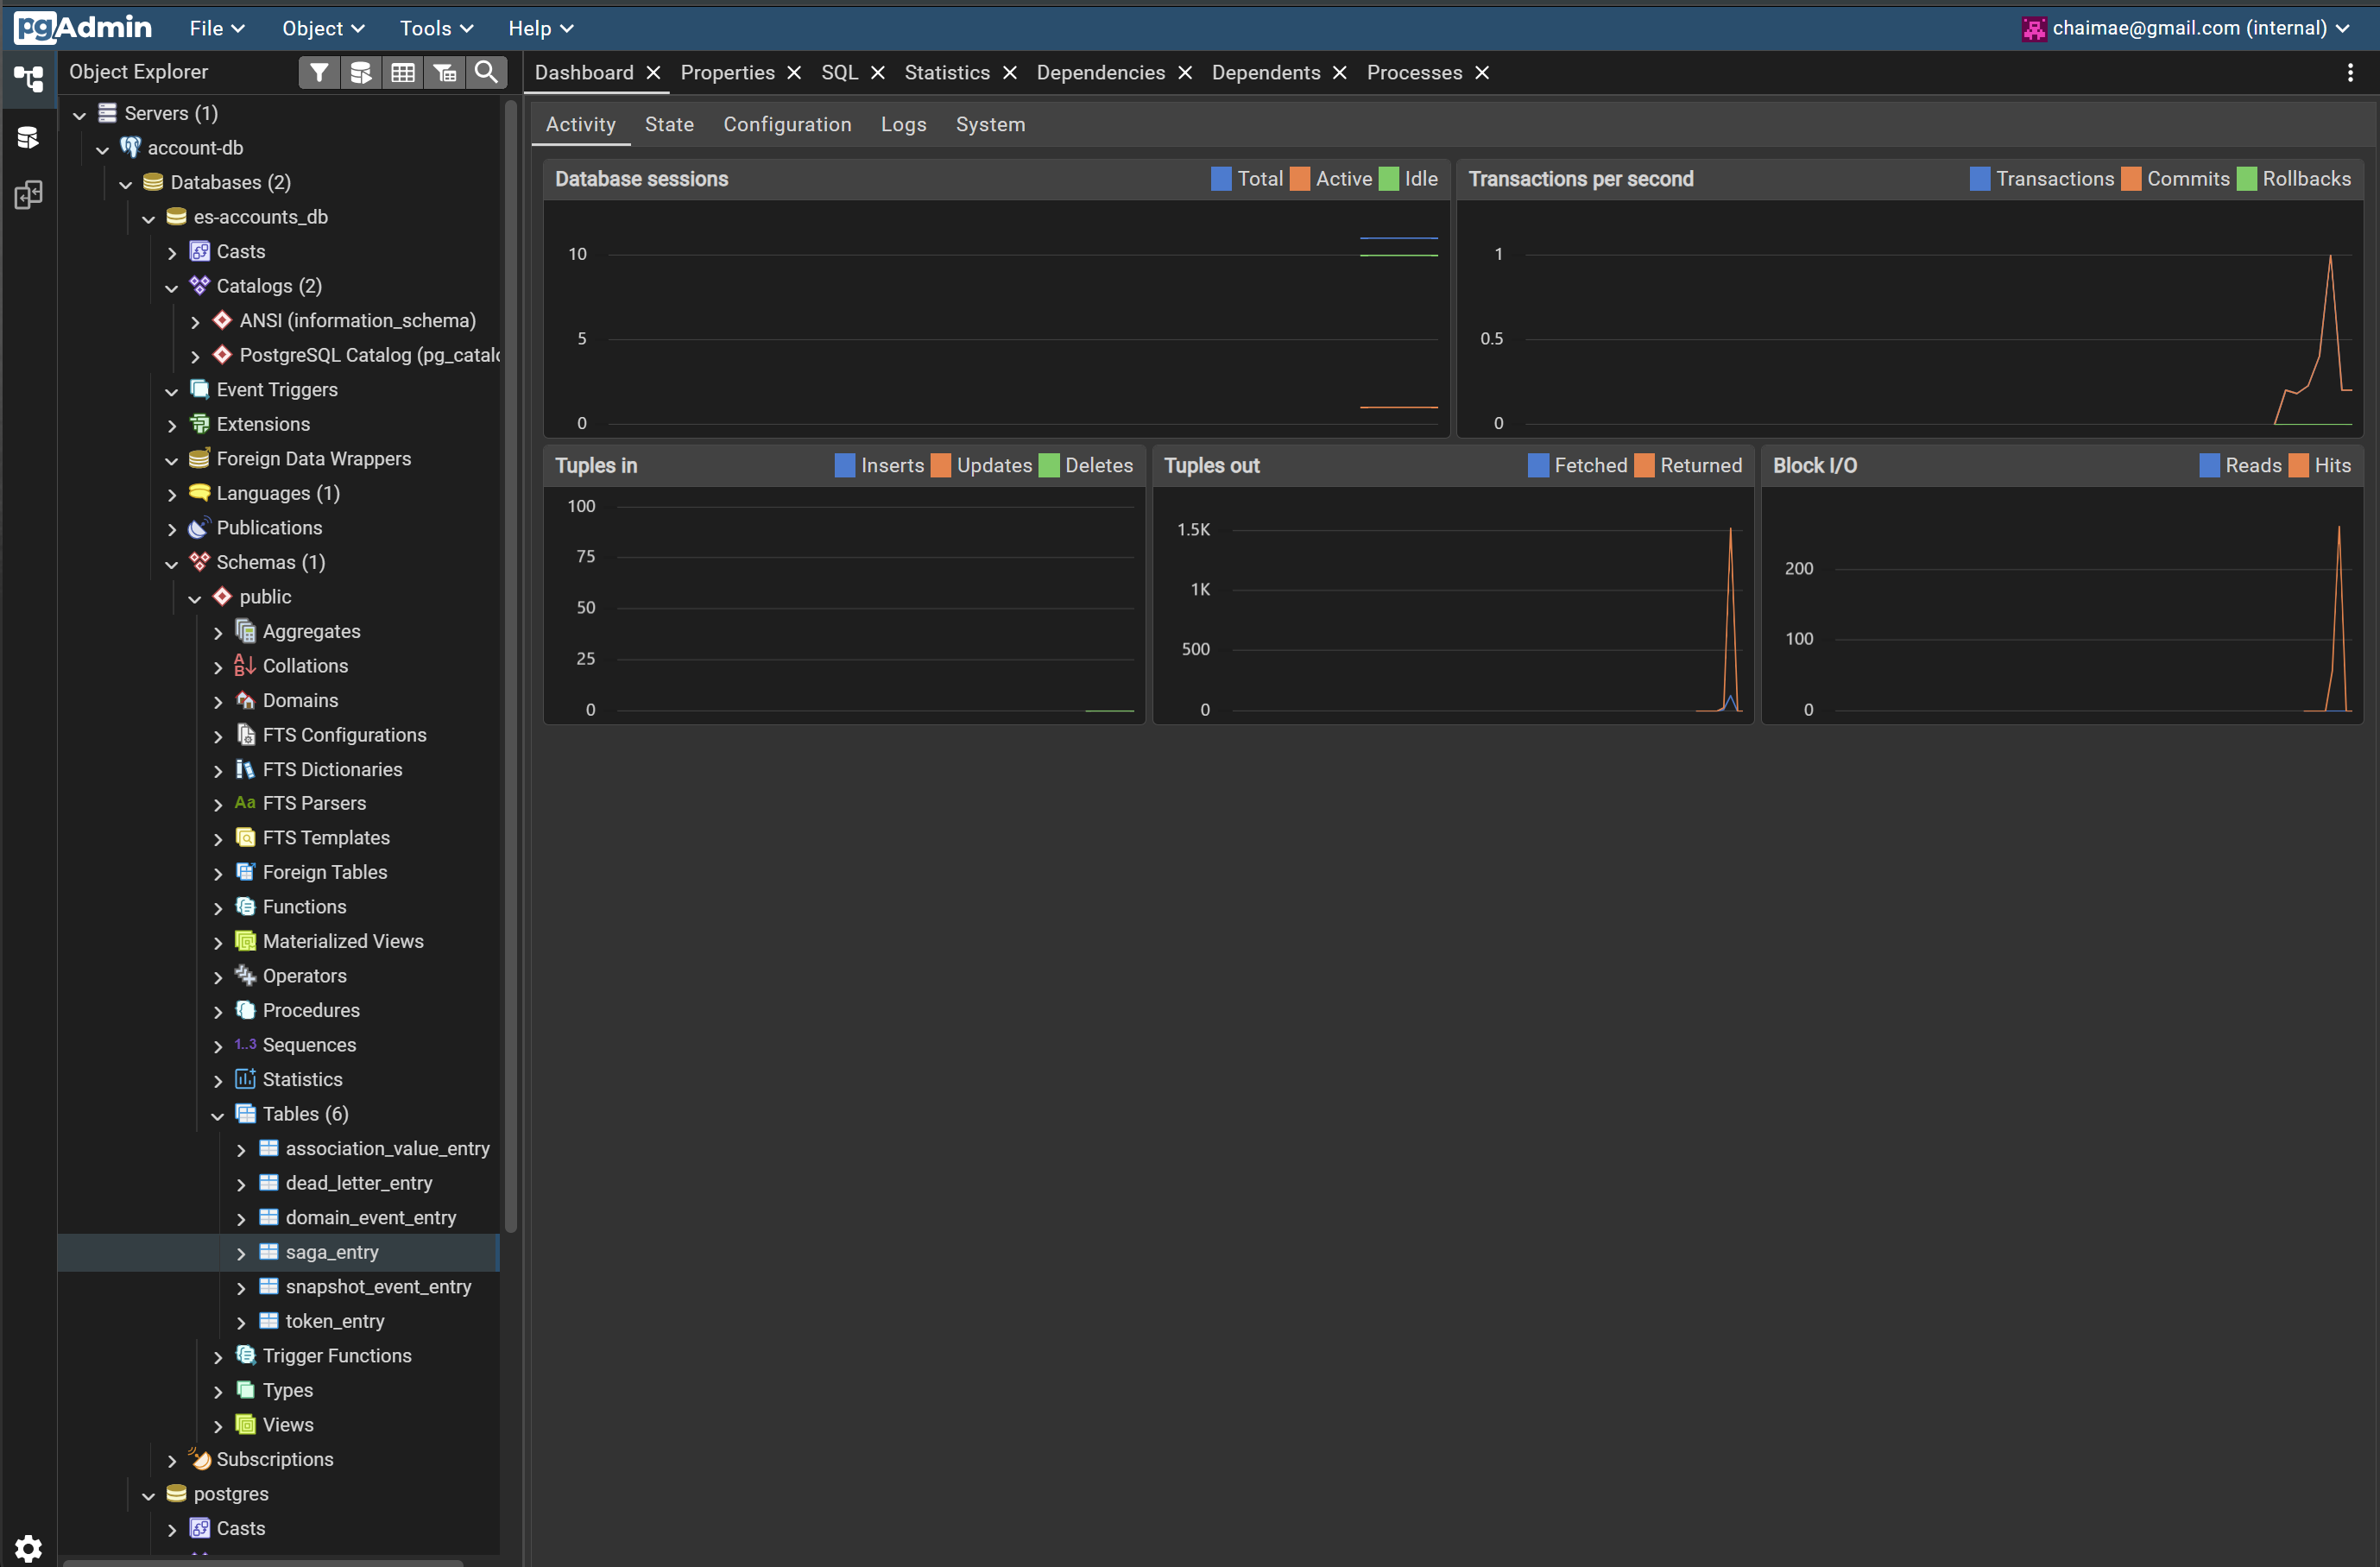 pgAdmin File Object Tools Help chaimae@gmail.com (internal)
Object Explorer
Dashboard Properties SQL Statistics Dependencies Dependents Processes
Servers (1)
account-db
Databases (2)
es-accounts_db
Casts
Catalogs (2)
ANSI (information_schema)
PostgreSQL Catalog (pg_catalo
Event Triggers
Extensions
Foreign Data Wrappers
Languages (1)
Publications
Schemas (1)
public
Aggregates
Collations
Domains
FTS Configurations
FTS Dictionaries
Aa FTS Parsers
FTS Templates
Foreign Tables
Functions
Materialized Views
Operators
Procedures
1..3 Sequences
Statistics
Tables (6)
association_value_entry
dead_letter_entry
domain_event_entry
saga_entry
snapshot_event_entry
token_entry
Trigger Functions
Types
Views
Subscriptions
postgres
Casts
Activity State Configuration Logs System
Database sessions Total Active Idle
10
5
0
Transactions per second Transactions Commits Rollbacks
1
0.5
0
Tuples in Inserts Updates Deletes
100
75
50
25
0
Tuples out Fetched Returned
1.5K
1K
500
0
Block I/O Reads Hits
200
100
0